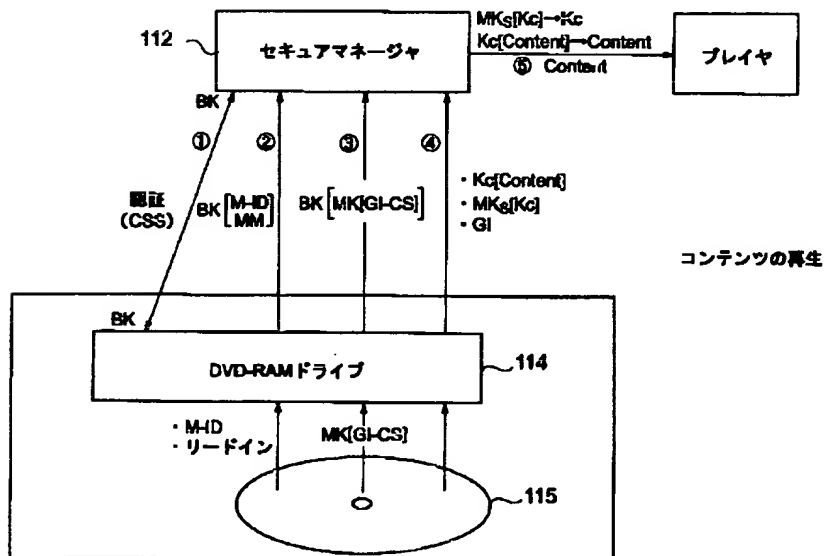 112
セキュアマネージャ
MKS[Kc]→Kc
Kc[Content]→Content
⑤ Content
プレイヤ
BK
① ② ③ ④
認証
(CSS)
BK [M-ID
MM]
BK [MK[GI-CS]]
・Kc[Content]
・MKS[Kc]
・GI
コンテンツの再生
BK
DVD-RAMドライブ
114
・M-ID
・リードイン
MK[GI-CS]
115